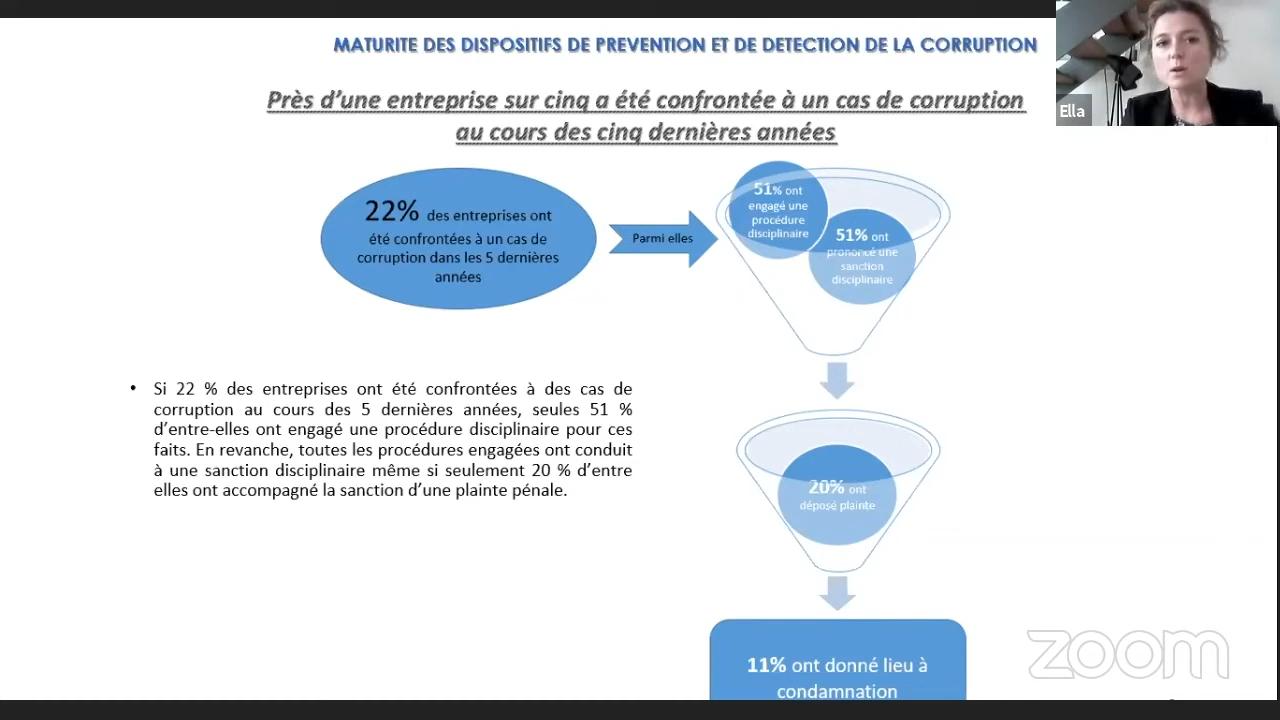 MATURITE DES DISPOSITIFS DE PREVENTION ET DE DETECTION DE LA CORRUPTION
Ella
Près d’une entreprise sur cinq a été confrontée à un cas de corruption
au cours des cinq dernières années
22% des entreprises ont
été confrontées à un cas de
corruption dans les 5 dernières
années
Parmi elles
51% ont
engagé une
procédure
disciplinaire
51% ont
prononcé une
sanction
disciplinaire
• Si 22 % des entreprises ont été confrontées à des cas de
corruption au cours des 5 dernières années, seules 51 %
d’entre-elles ont engagé une procédure disciplinaire pour ces
faits. En revanche, toutes les procédures engagées ont conduit
à une sanction disciplinaire même si seulement 20 % d’entre
elles ont accompagné la sanction d’une plainte pénale.
20% ont
déposé plainte
11% ont donné lieu à
condamnation
zoom